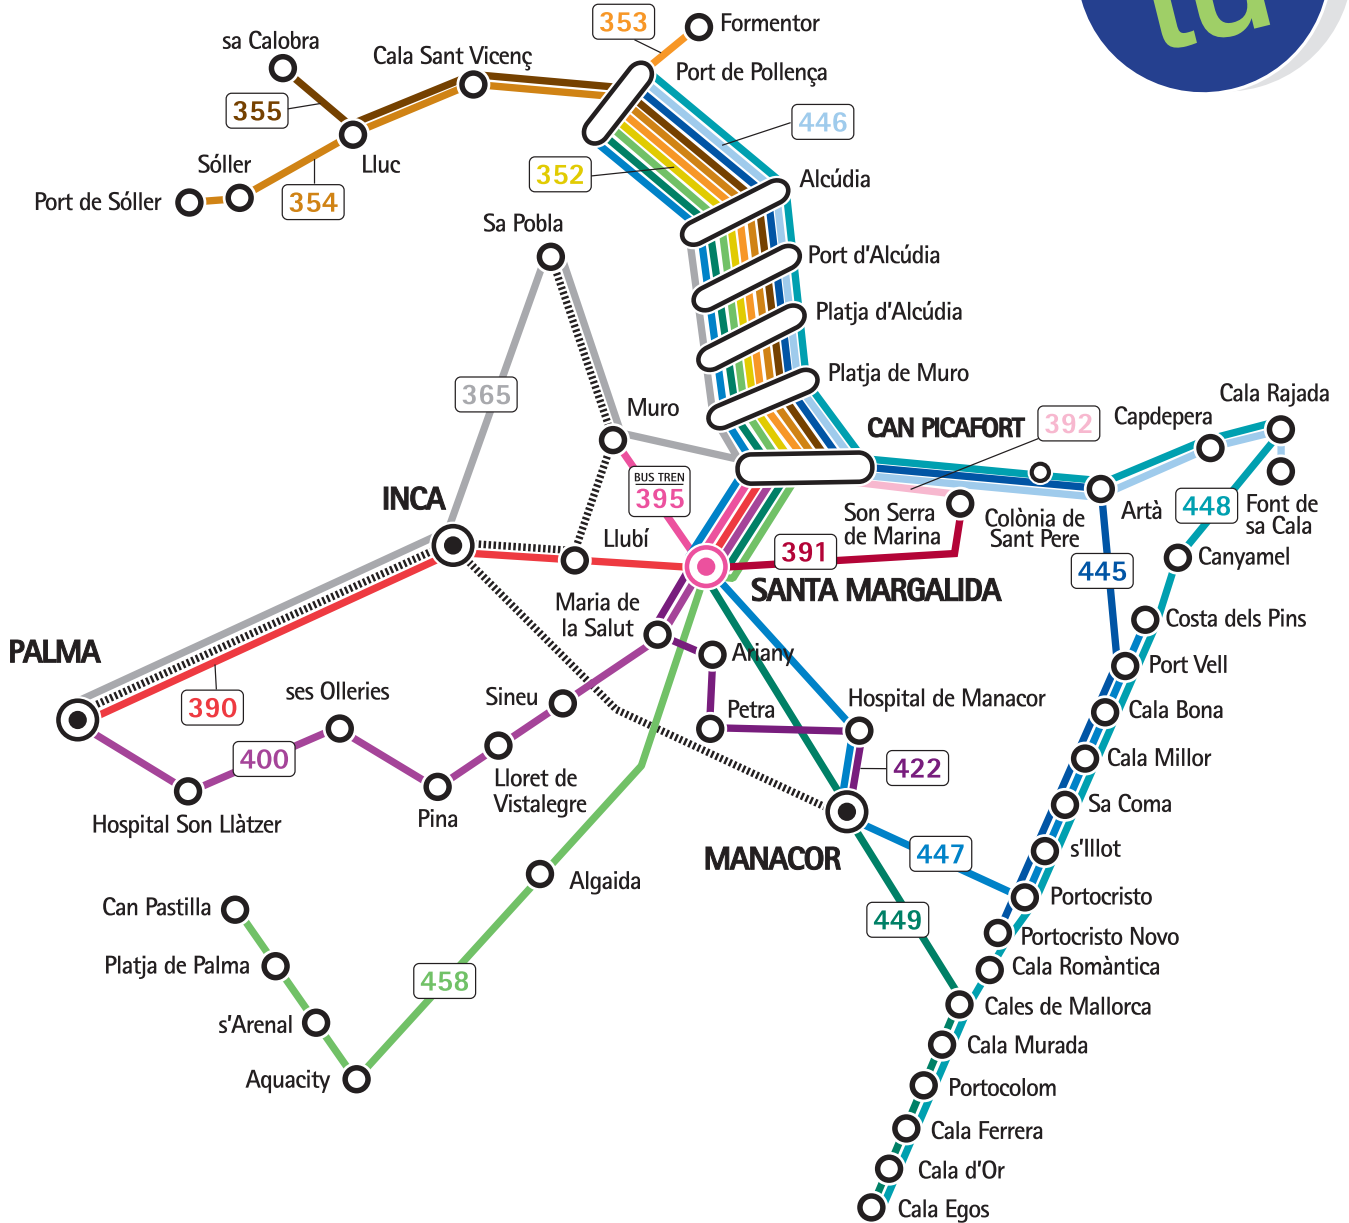 tu
353
Formentor
sa Calobra
Cala Sant Vicenç
Port de Pollença
355
446
Sóller
Lluc
352
Alcúdia
Port de Sóller
354
Sa Pobla
Port d'Alcúdia
Platja d'Alcúdia
Platja de Muro
365
Muro
Cala Rajada
Capdepera
CAN PICAFORT
392
BUS TREN
395
INCA
Son Serra
de Marina
Colònia de
Sant Pere
Artà
448
Font de
sa Cala
Llubí
391
445
Canyamel
SANTA MARGALIDA
Maria de
la Salut
Costa dels Pins
PALMA
Ariany
Port Vell
390
ses Olleries
Sineu
Petra
Hospital de Manacor
Cala Bona
400
Lloret de
Vistalegre
422
Cala Millor
Hospital Son Llàtzer
Pina
Sa Coma
MANACOR
447
s'Illot
Algaida
Portocristo
Can Pastilla
449
Portocristo Novo
Platja de Palma
458
Cala Romàntica
s'Arenal
Cales de Mallorca
Cala Murada
Aquacity
Portocolom
Cala Ferrera
Cala d'Or
Cala Egos